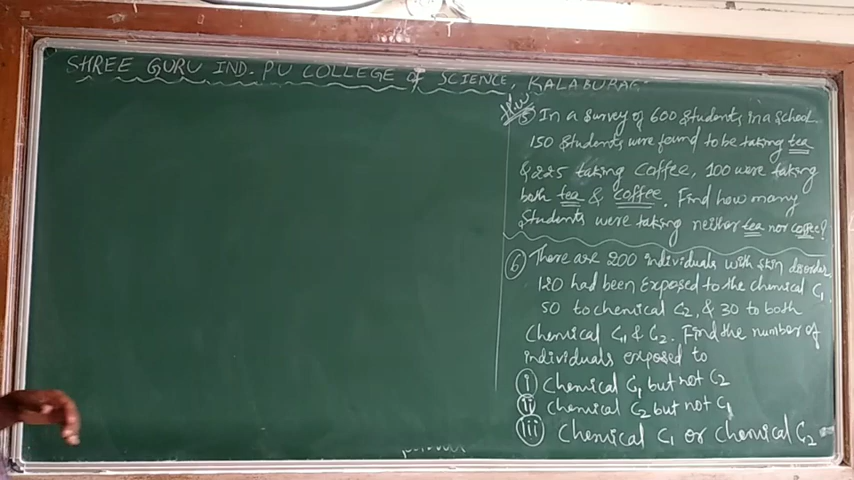 SHREE GURU IND. PU COLLEGE of SCIENCE, KALABURAG
H.W
5 In a survey of 600 students in a school
150 students were found to be taking tea
& 225 taking coffee, 100 were taking
both tea & coffee. Find how many
students were taking neither tea nor coffee?
6 There are 200 individuals with skin disorder,
120 had been exposed to the chemical C1
50 to chemical C2, & 30 to both
chemical C1 & C2. Find the number of
individuals exposed to
i chemical C1 but not C2
ii chemical C2 but not C1
iii chemical C1 or chemical C2